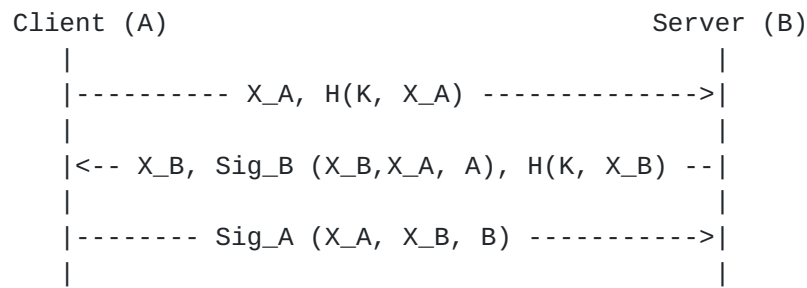 Client (A)                                Server (B)
   |                                          |
   |---------- X_A, H(K, X_A) -------------->|
   |                                          |
   |<-- X_B, Sig_B (X_B,X_A, A), H(K, X_B) --|
   |                                          |
   |-------- Sig_A (X_A, X_B, B) ----------->|
   |                                          |